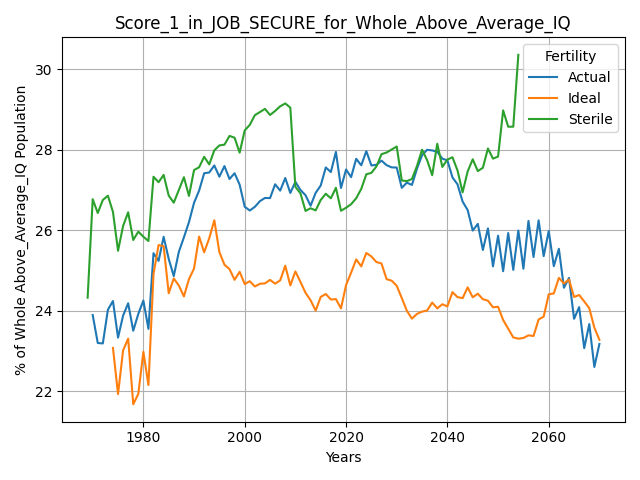 Score_1_in_JOB_SECURE_for_Whole_Above_Average_IQ
% of Whole Above_Average_IQ Population
30
28
26
24
22
Fertility
Actual
Ideal
Sterile
1980 2000 2020 2040 2060
Years